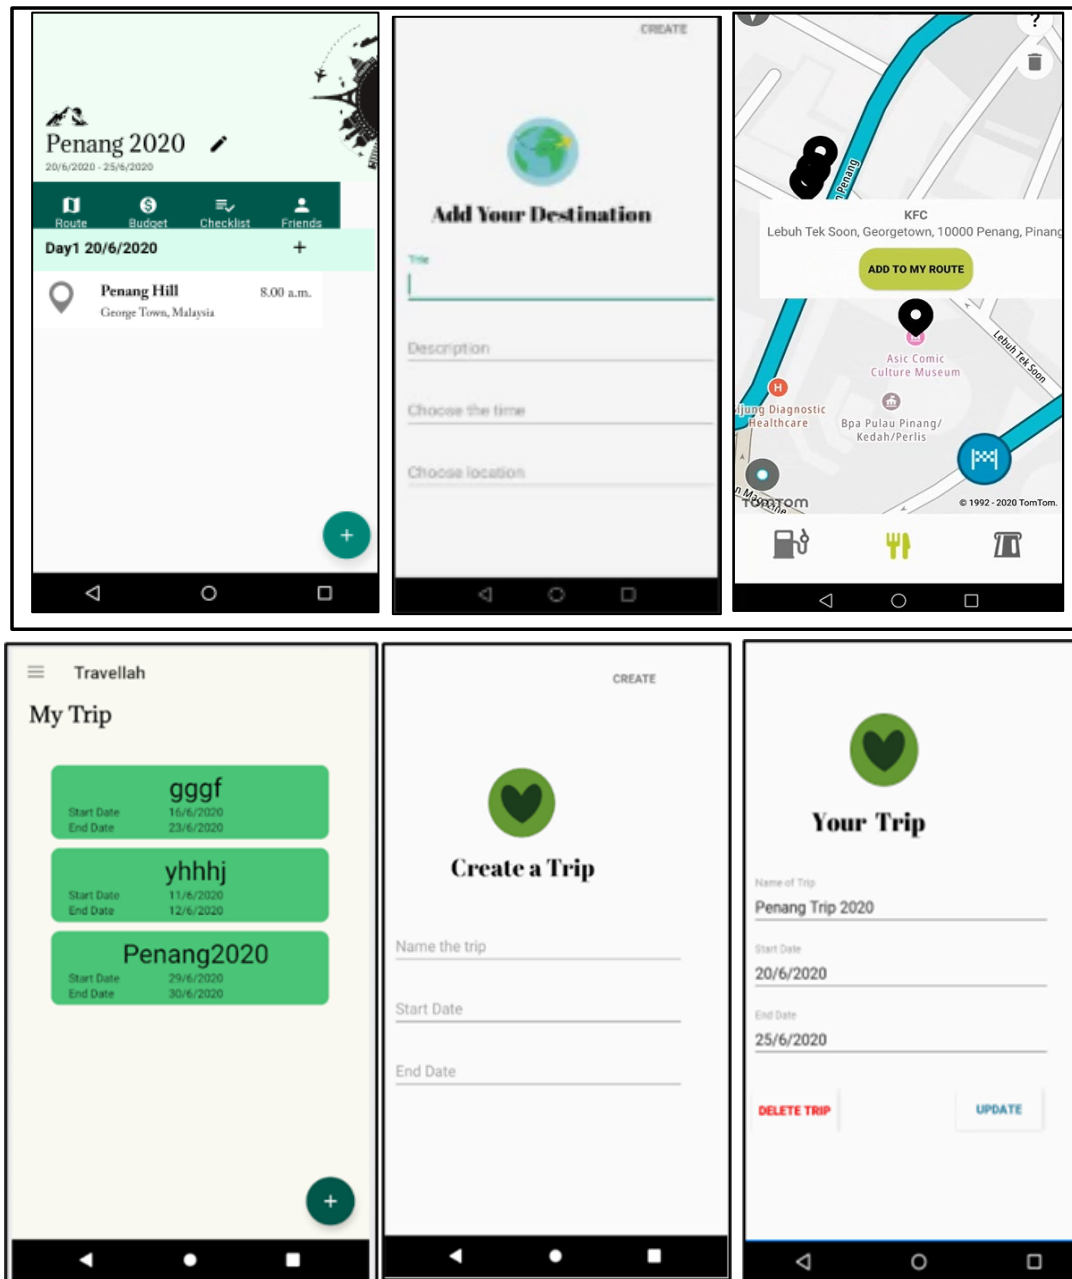 Penang 2020
20/6/2020 - 25/6/2020
Route Budget Checklist Friends
Day1 20/6/2020 +
Penang Hill 8.00 a.m.
George Town, Malaysia
+
CREATE
Add Your Destination
Title
Description
Choose the time
Choose location
?
Penang
KFC
Lebuh Tek Soon, Georgetown, 10000 Penang, Pinang
ADD TO MY ROUTE
Lebuh Tek Soon
Asic Comic
Culture Museum
H
Diagnostic
Healthcare
Bpa Pulau Pinang/
Kedah/Perlis
TOMTOM
© 1992 - 2020 TomTom.
Travellah
My Trip
gggf
Start Date 16/6/2020
End Date 23/6/2020
yhhhj
Start Date 11/6/2020
End Date 12/6/2020
Penang2020
Start Date 29/6/2020
End Date 30/6/2020
+
CREATE
Create a Trip
Name the trip
Start Date
End Date
Your Trip
Name of Trip
Penang Trip 2020
Start Date
20/6/2020
End Date
25/6/2020
DELETE TRIP UPDATE